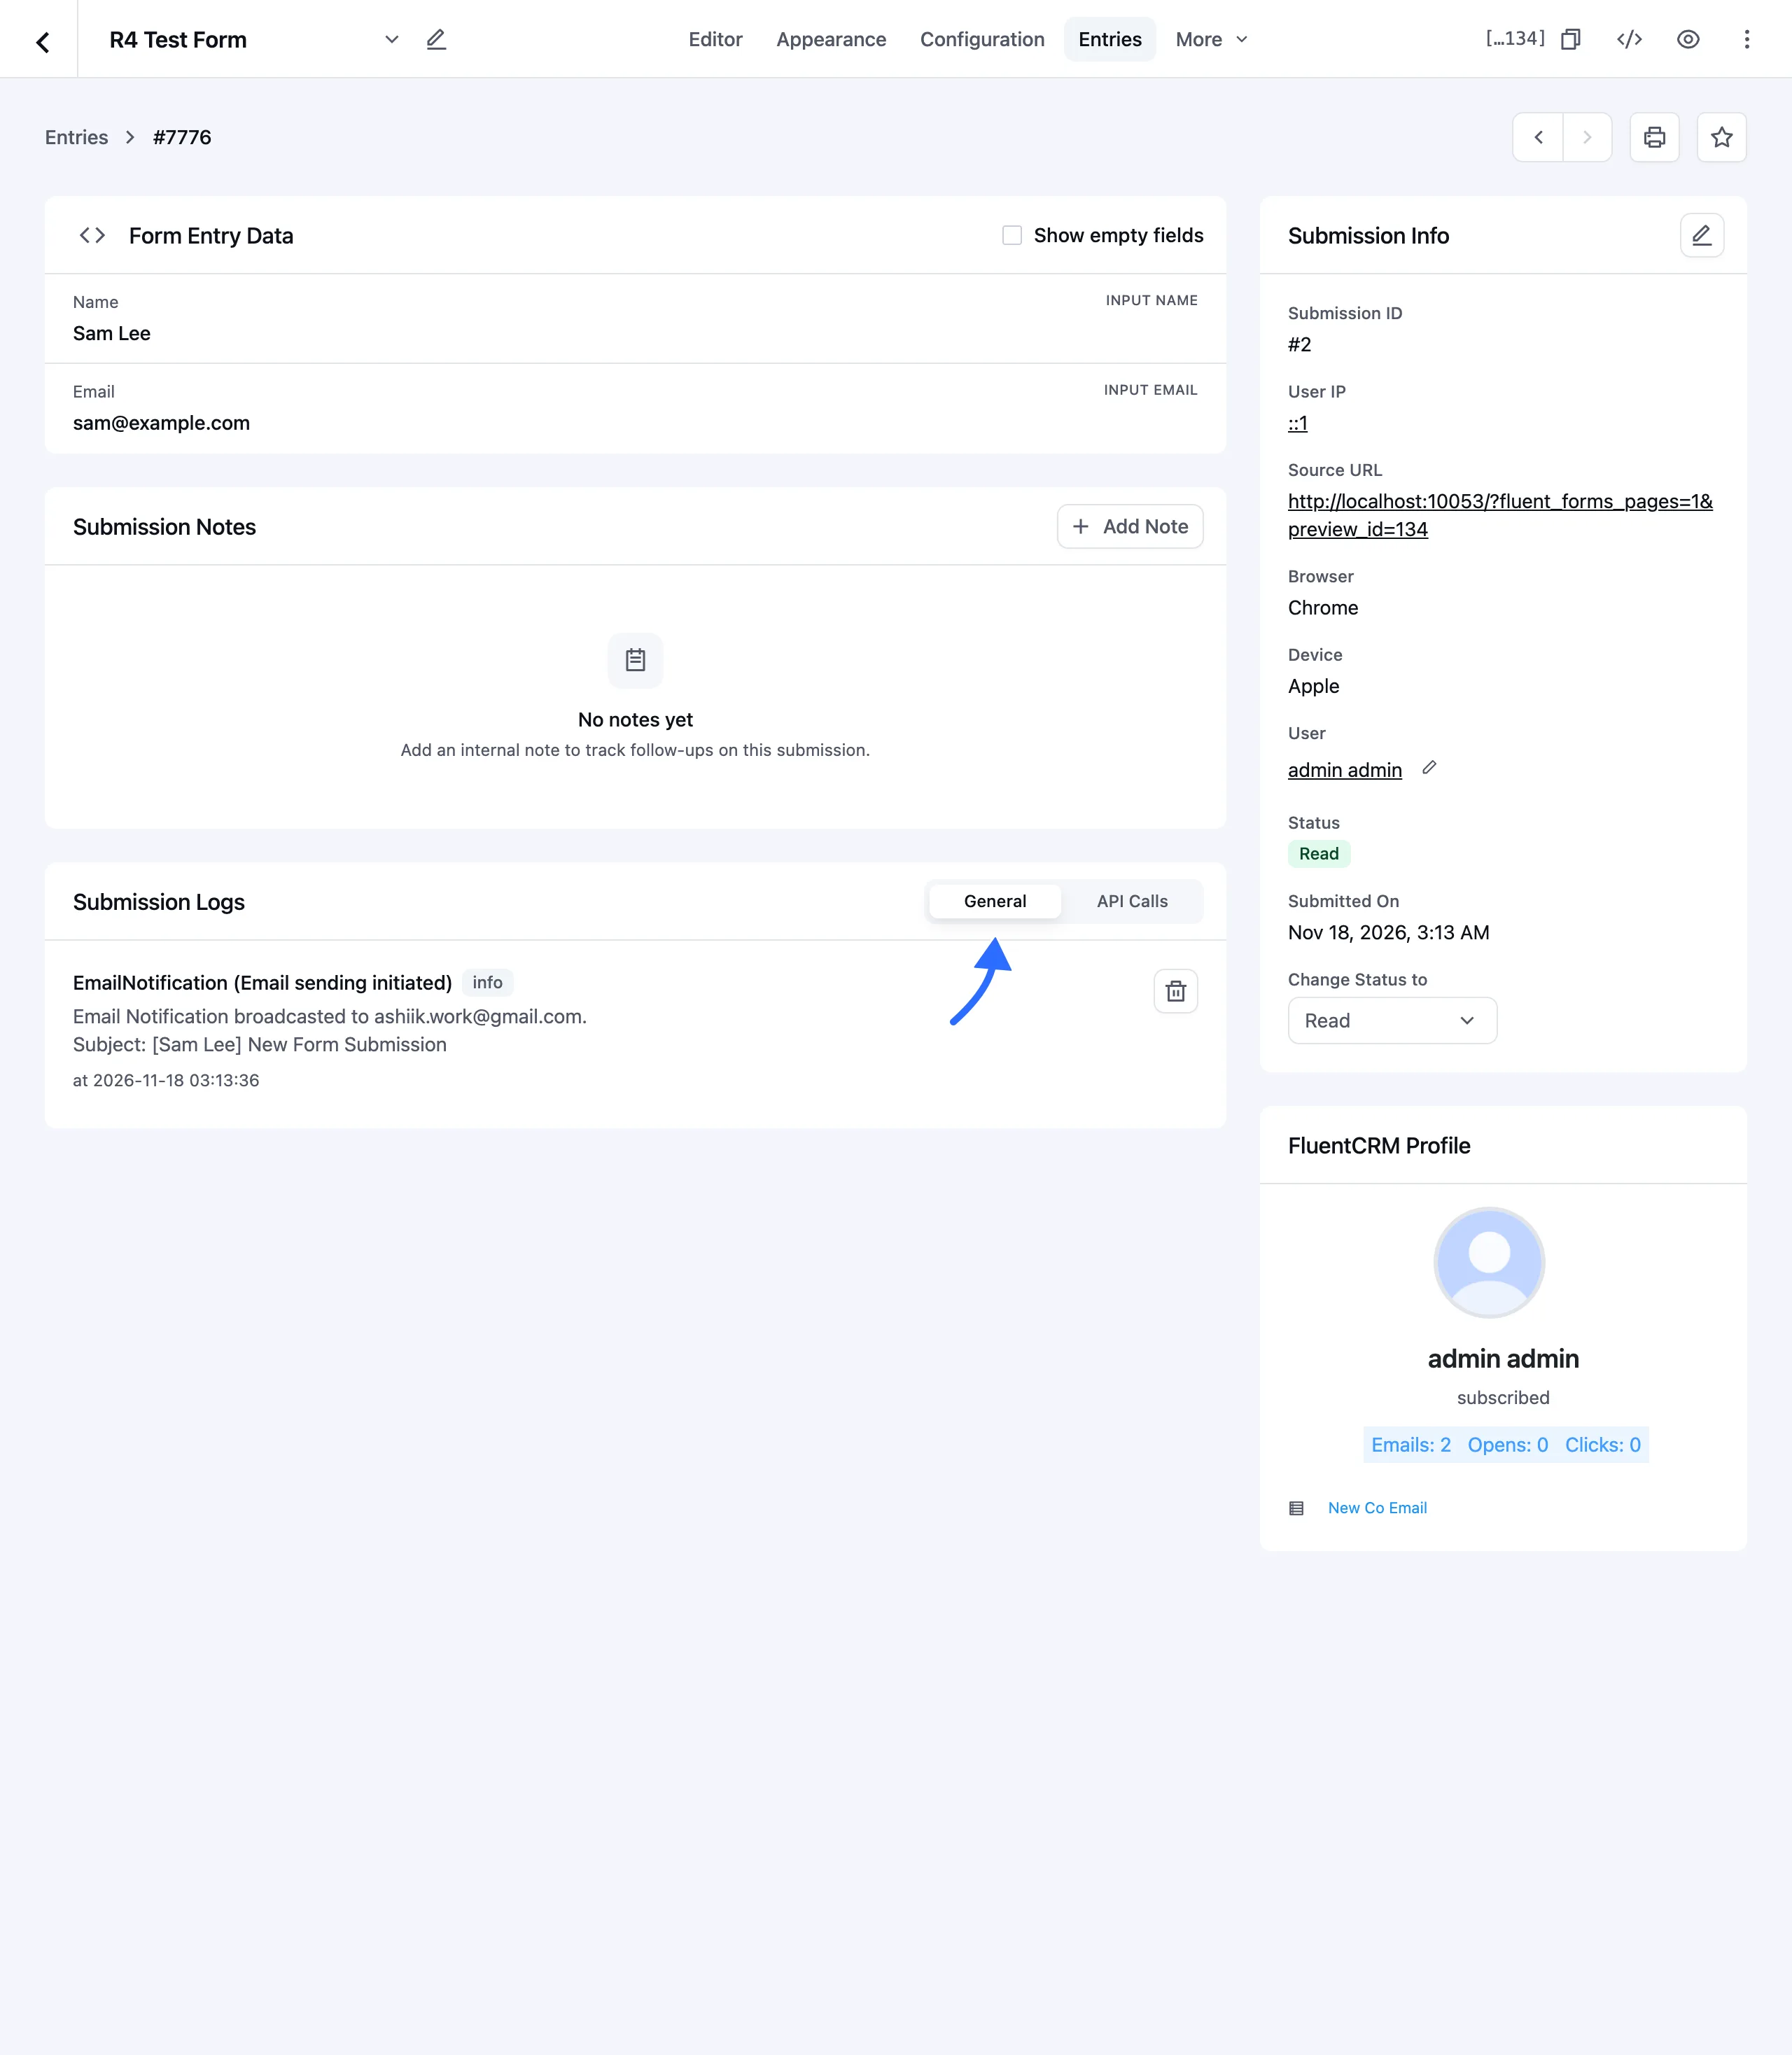 R4 Test Form
Editor
Appearance
Configuration
Entries
More
[…134]
Entries
#7776
Form Entry Data
Show empty fields
Name
INPUT NAME
Sam Lee
Email
INPUT EMAIL
sam@example.com
Submission Notes
Add Note
No notes yet
Add an internal note to track follow-ups on this submission.
Submission Logs
General
API Calls
EmailNotification (Email sending initiated) info
Email Notification broadcasted to ashiik.work@gmail.com.
Subject: [Sam Lee] New Form Submission
at 2026-11-18 03:13:36
Submission Info
Submission ID
#2
User IP
::1
Source URL
http://localhost:10053/?fluent_forms_pages=1&
preview_id=134
Browser
Chrome
Device
Apple
User
admin admin
Status
Read
Submitted On
Nov 18, 2026, 3:13 AM
Change Status to
Read
FluentCRM Profile
admin admin
subscribed
Emails: 2 Opens: 0 Clicks: 0
New Co Email